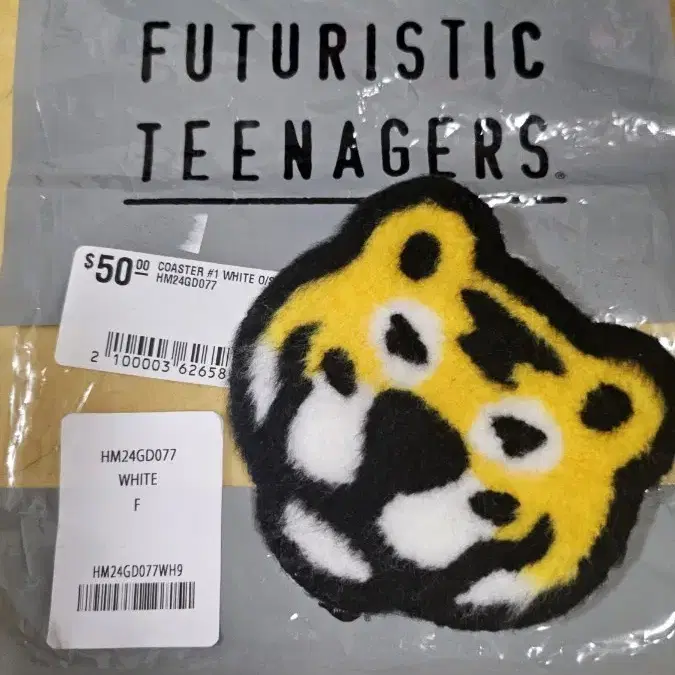 FUTURISTIC
TEENAGERS®
$50.00 COASTER #1 WHITE O/S
HM24GD077
2 100003 62658
HM24GD077
WHITE
F
HM24GD077WH9